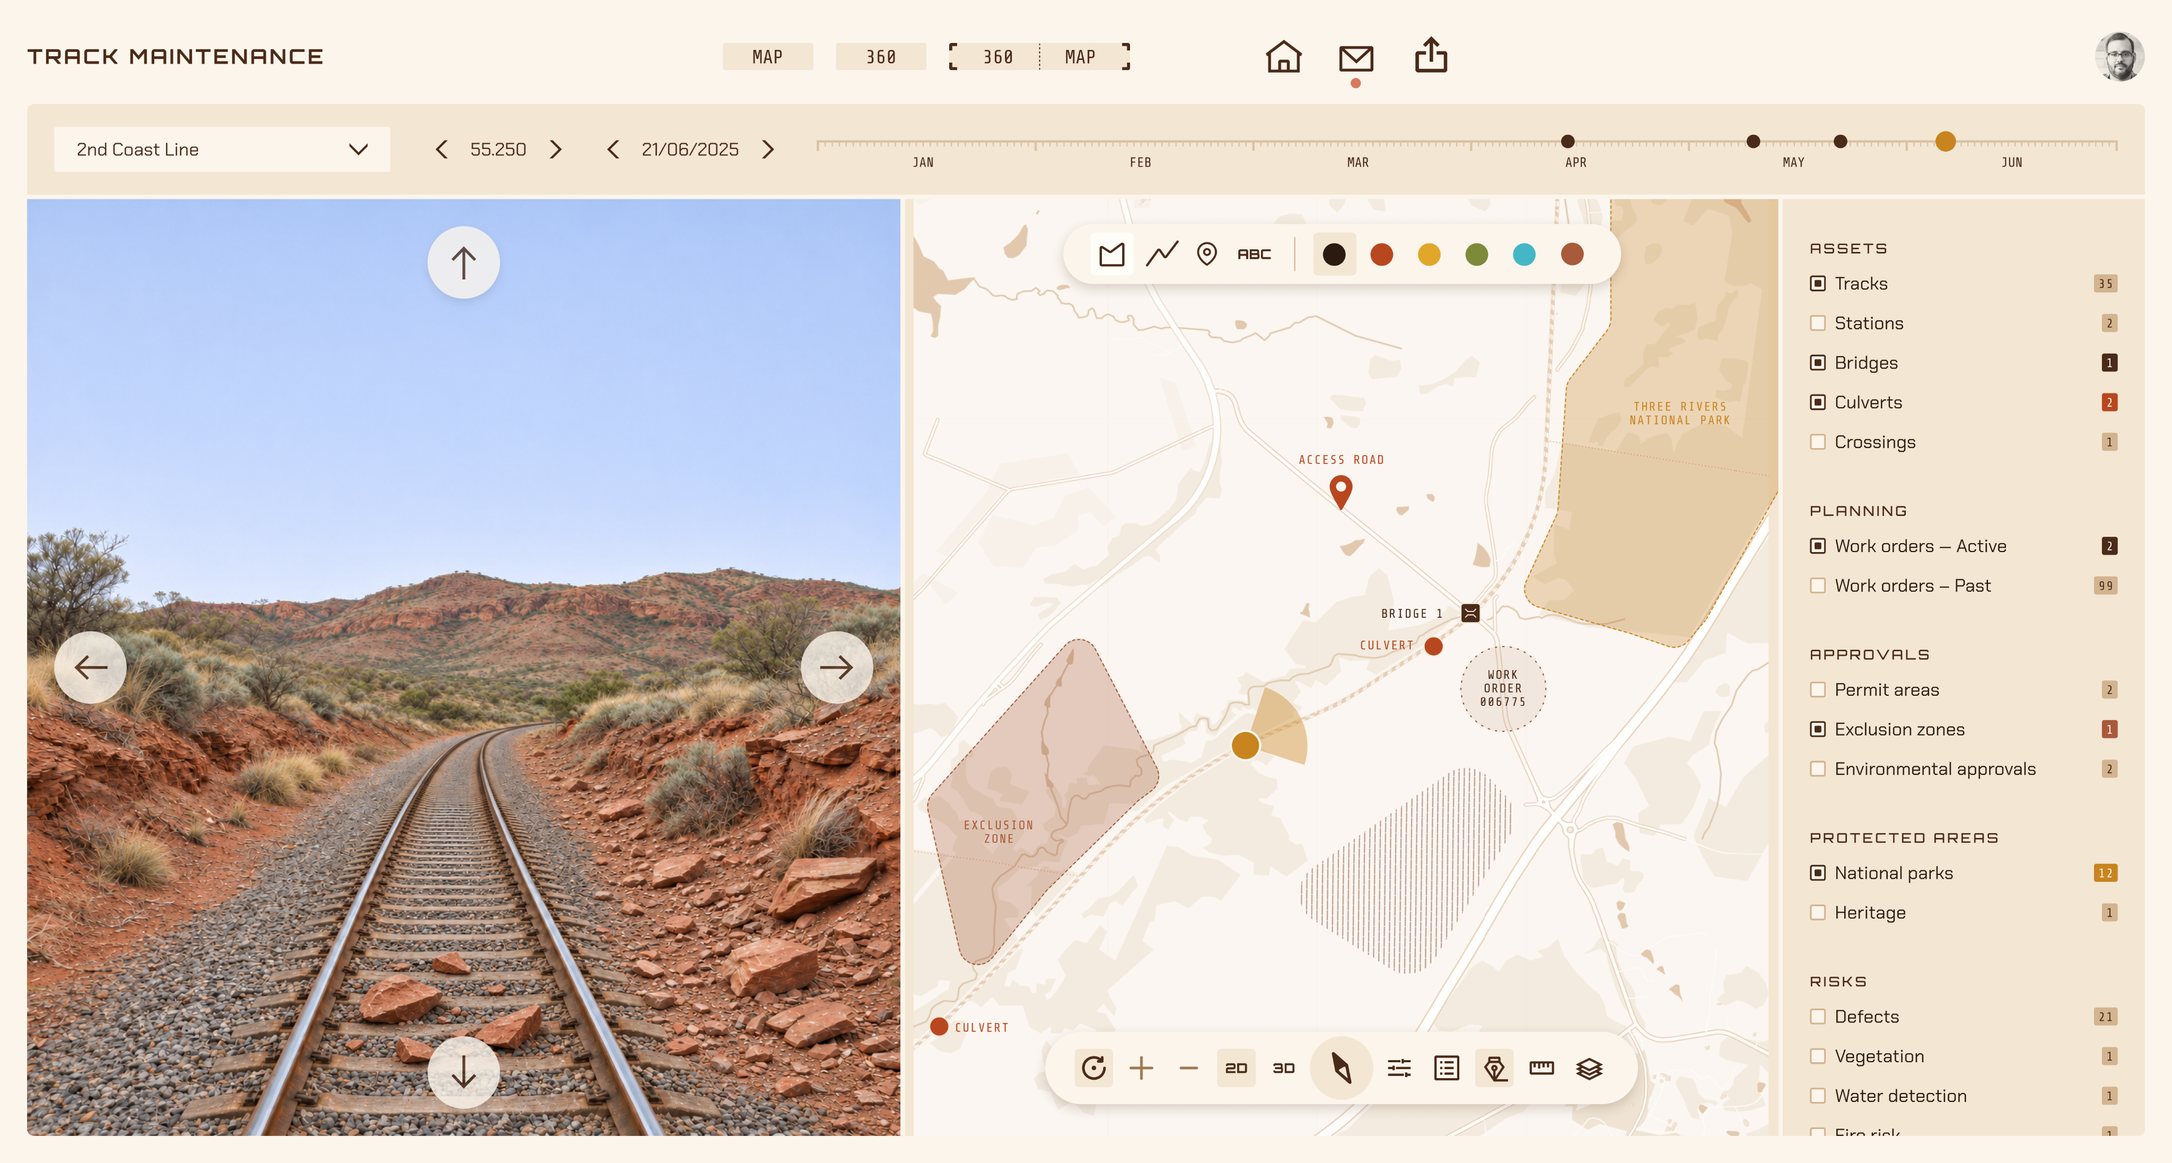 TRACK MAINTENANCE
MAP
360
360
MAP
2nd Coast Line
55.250
21/06/2025
JAN
FEB
MAR
APR
MAY
JUN
ABC
THREE RIVERS
NATIONAL PARK
ACCESS ROAD
BRIDGE 1
CULVERT
WORK
ORDER
006775
EXCLUSION
ZONE
CULVERT
2D
3D
ASSETS
Tracks 35
Stations 2
Bridges 1
Culverts 2
Crossings 1
PLANNING
Work orders – Active 2
Work orders – Past 99
APPROVALS
Permit areas 2
Exclusion zones 1
Environmental approvals 2
PROTECTED AREAS
National parks 12
Heritage 1
RISKS
Defects 21
Vegetation 1
Water detection 1
Fire risk 1